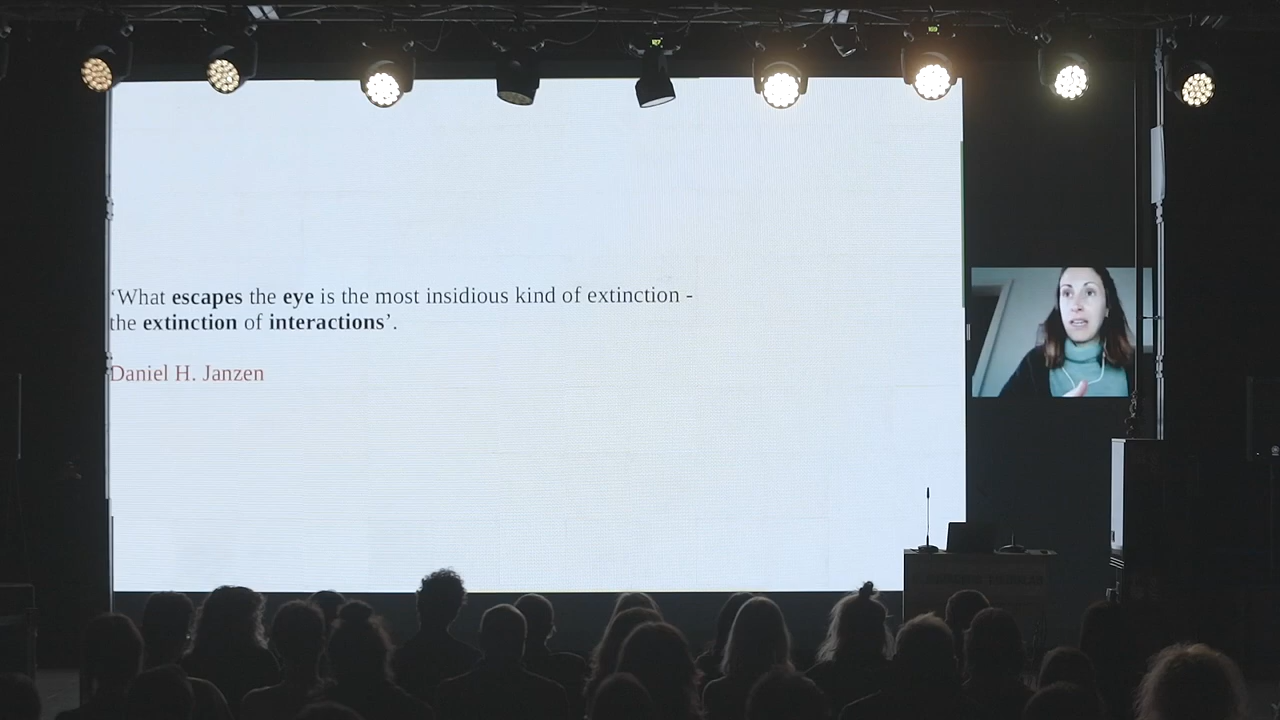 ‘What escapes the eye is the most insidious kind of extinction -
the extinction of interactions’.
Daniel H. Janzen